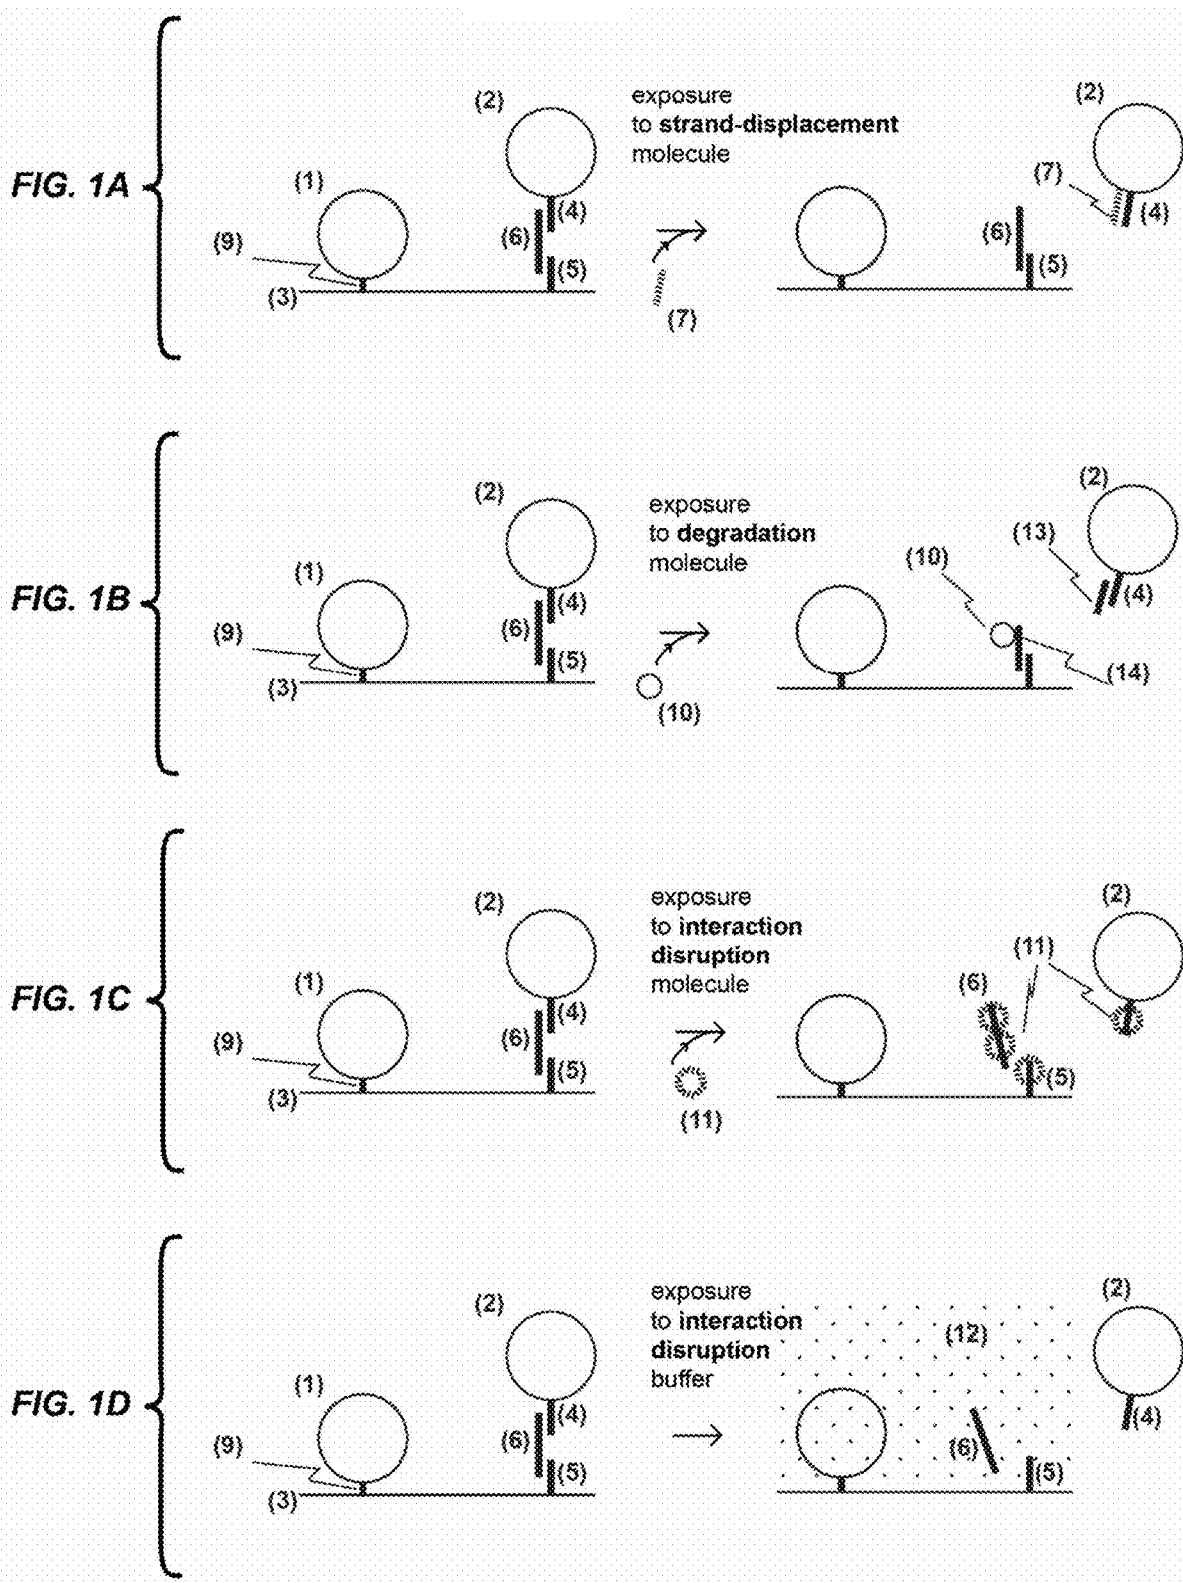 FIG. 1A
(1)
(2)
(9)
(3)
(4)
(6)
(5)
exposure
to strand-displacement
molecule
(7)
(2)
(7)
(4)
(6)
(5)
FIG. 1B
(1)
(2)
(9)
(3)
(4)
(6)
(5)
exposure
to degradation
molecule
(10)
(2)
(13)
(10)
(4)
(14)
FIG. 1C
(1)
(2)
(9)
(3)
(4)
(6)
(5)
exposure
to interaction
disruption
molecule
(11)
(2)
(11)
(6)
(5)
FIG. 1D
(1)
(2)
(9)
(3)
(4)
(6)
(5)
exposure
to interaction
disruption
buffer
(2)
(12)
(4)
(6)
(5)